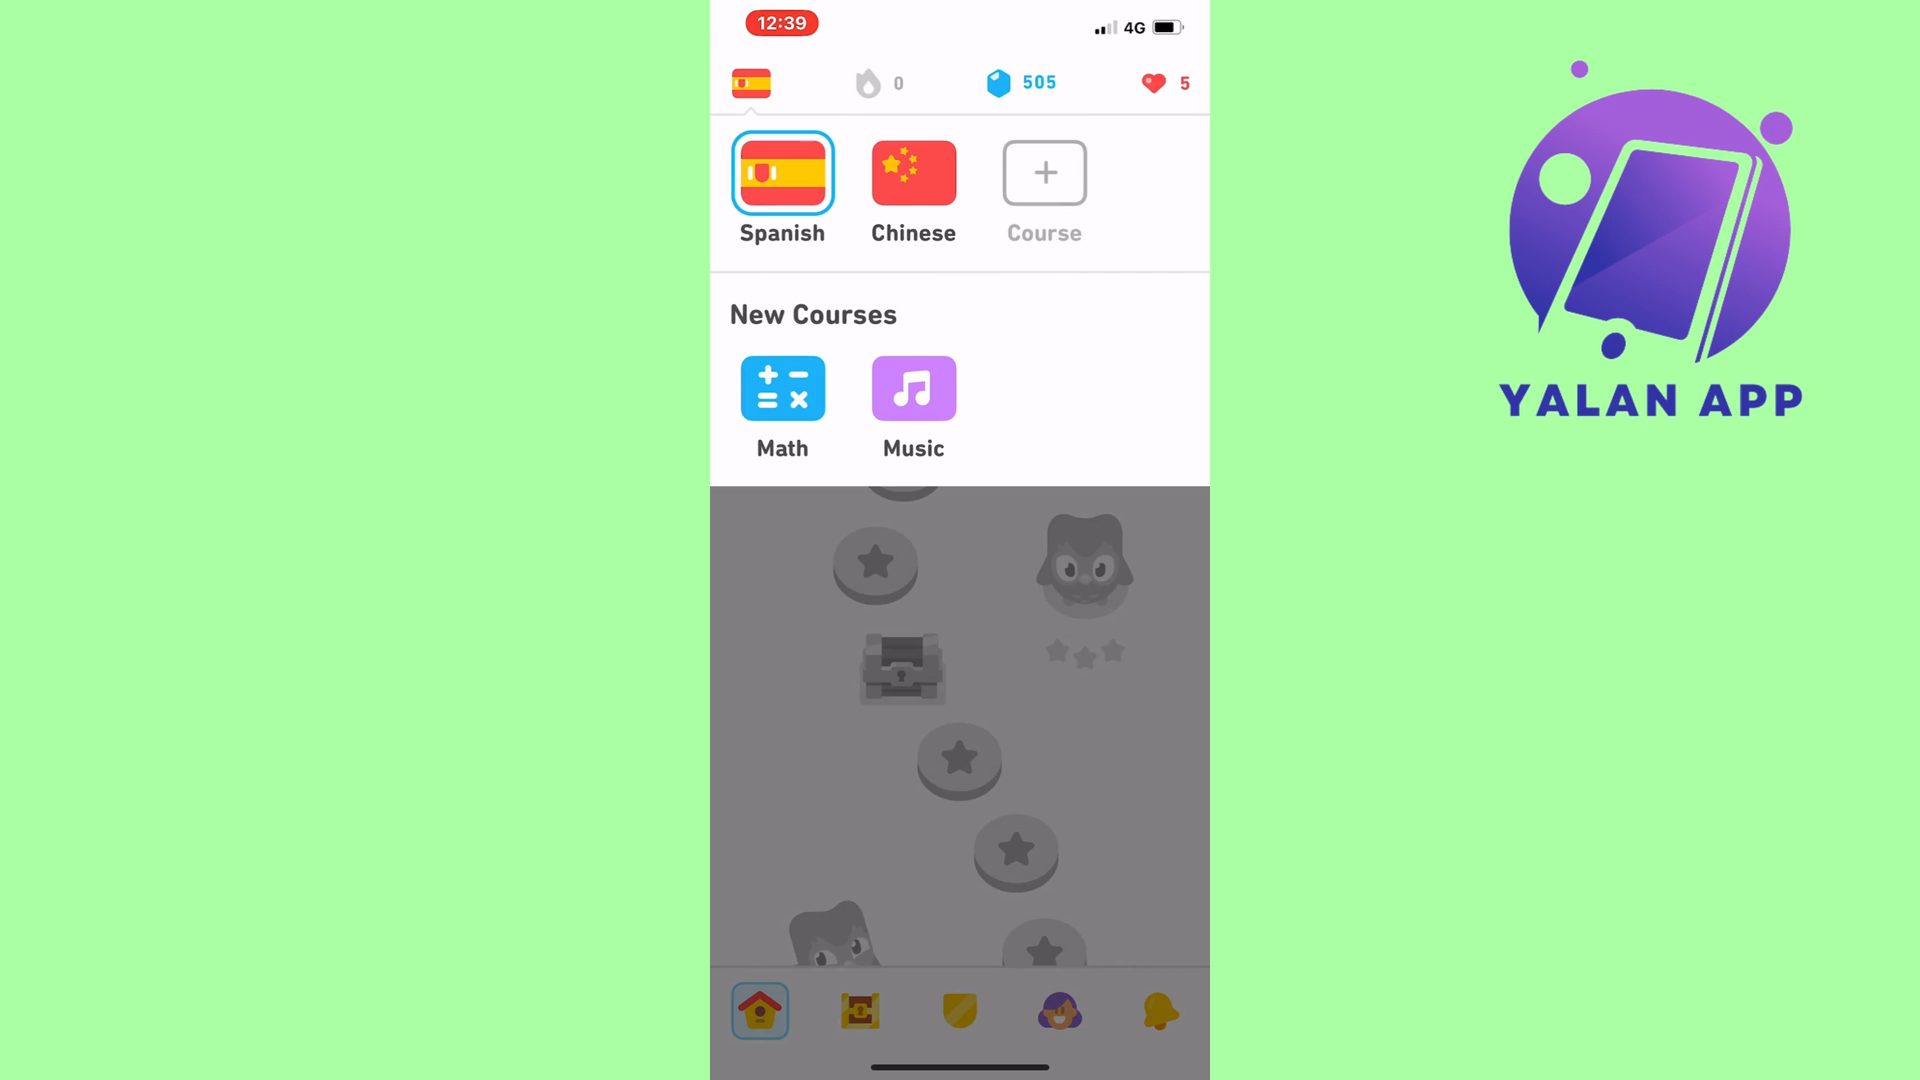 12:39
4G
0
505
5
Spanish
Chinese
Course
New Courses
Math
Music
YALAN APP